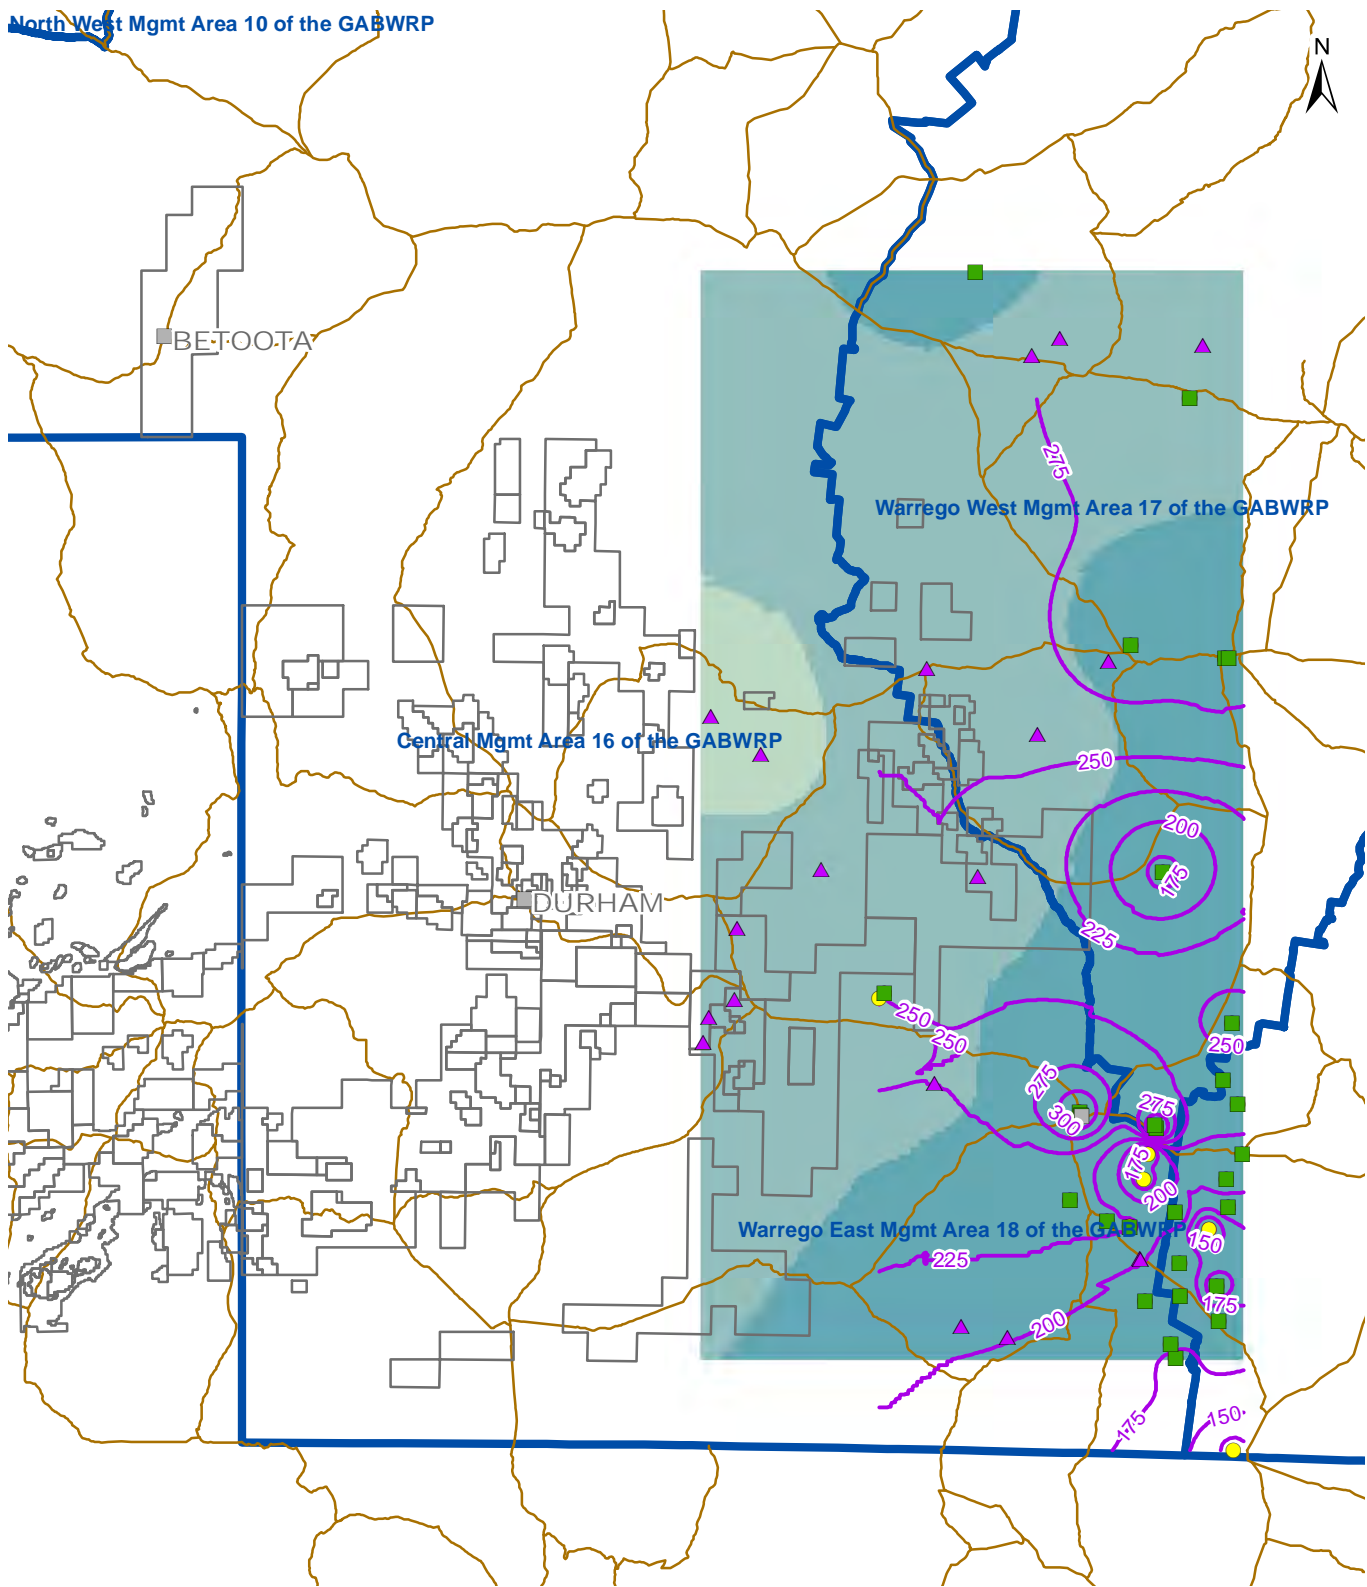 North West Mgmt Area 10 of the GABWRP
N
BETOOTA
275
Warrego West Mgmt Area 17 of the GABWRP
Central Mgmt Area 16 of the GABWRP
250
200
175
DURHAM
225
250
250
250
275
275
300
175
200
Warrego East Mgmt Area 18 of the GABWRP
150
225
175
200
150
175